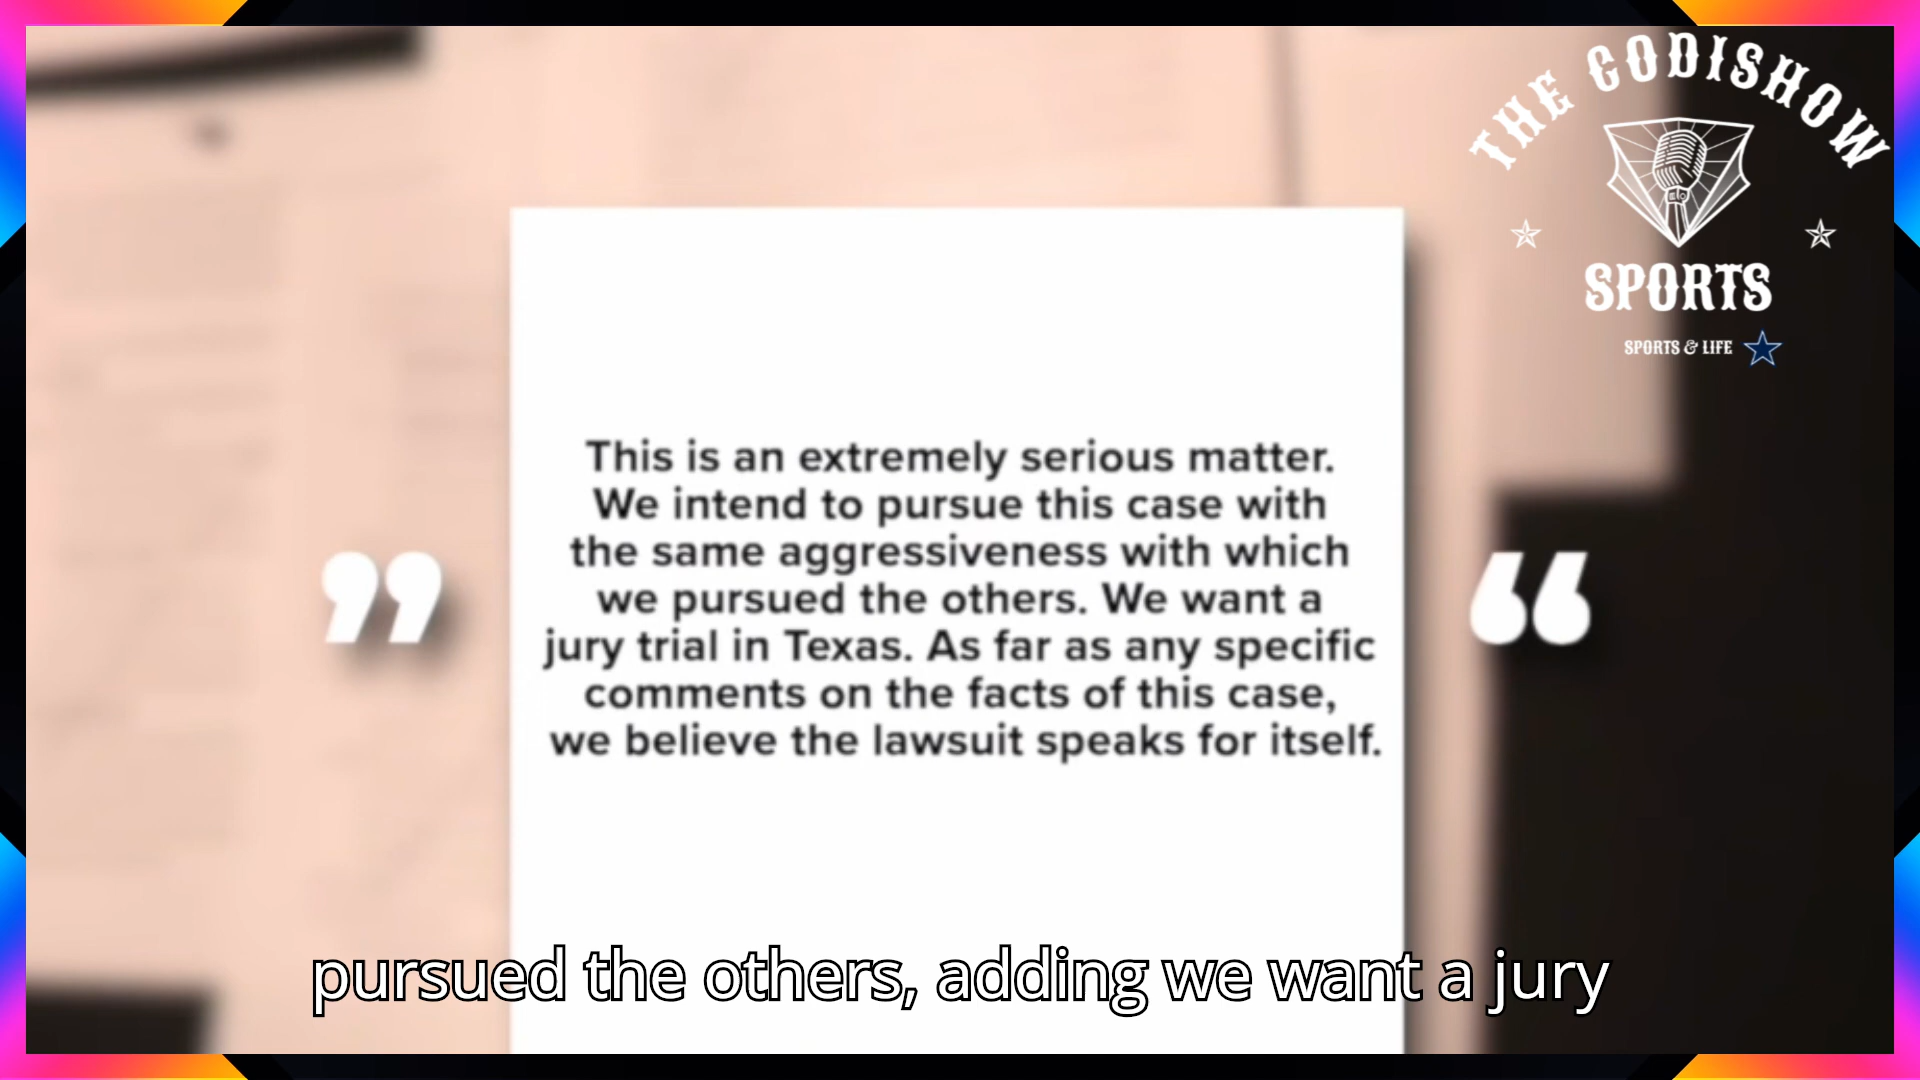 THE CODISHOW
SPORTS
SPORTS & LIFE
This is an extremely serious matter.
We intend to pursue this case with
the same aggressiveness with which
we pursued the others. We want a
jury trial in Texas. As far as any specific
comments on the facts of this case,
we believe the lawsuit speaks for itself.
” “
pursued the others, adding we want a jury